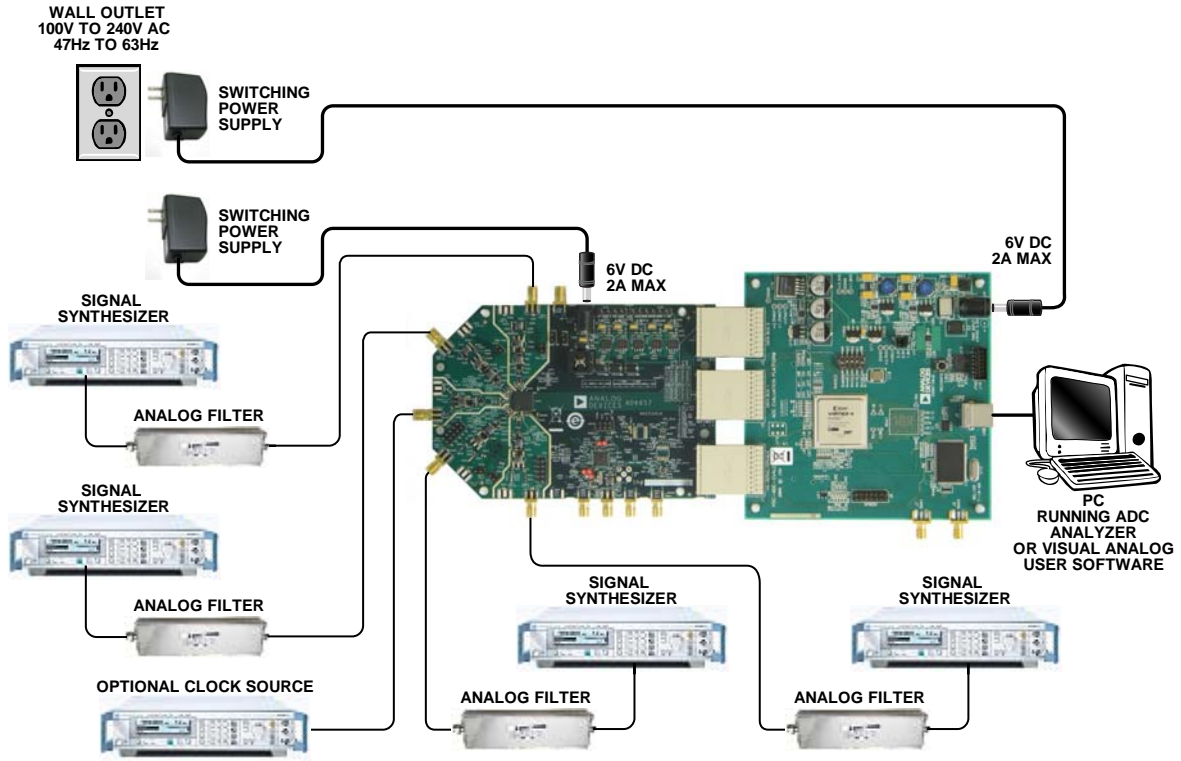 WALL OUTLET
100V TO 240V AC
47Hz TO 63Hz
SWITCHING
POWER
SUPPLY
SWITCHING
POWER
SUPPLY
6V DC
2A MAX
6V DC
2A MAX
SIGNAL
SYNTHESIZER
ANALOG FILTER
ANALOG
DEVICES
SIGNAL
SYNTHESIZER
ANALOG FILTER
PC
RUNNING ADC
ANALYZER
OR VISUAL ANALOG
USER SOFTWARE
SIGNAL
SYNTHESIZER
SIGNAL
SYNTHESIZER
OPTIONAL CLOCK SOURCE
ANALOG FILTER
ANALOG FILTER